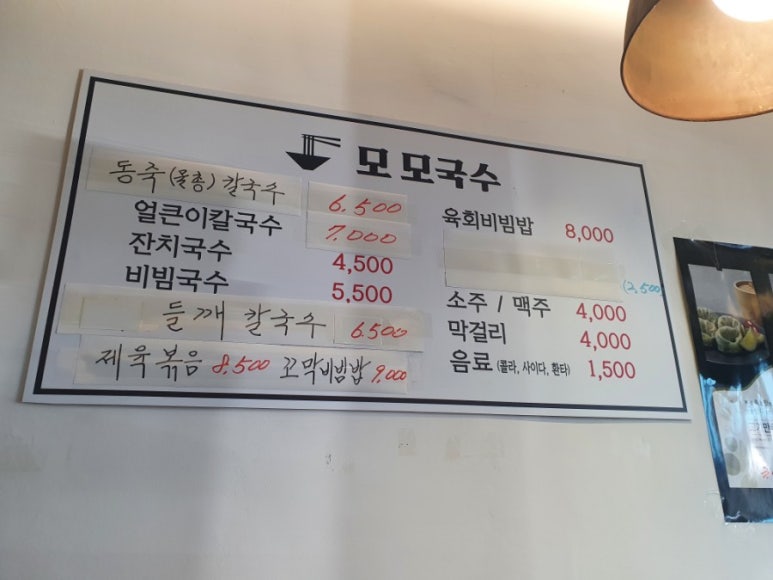 모모국수
동죽(물총) 칼국수 6.500
얼큰이칼국수 7.000
잔치국수 4,500
비빔국수 5,500
들깨 칼국수 6.500
제육볶음 8.500 꼬막비빔밥 9,000
육회비빔밥 8,000
(2,500)
소주 / 맥주 4,000
막걸리 4,000
음료 (콜라, 사이다, 환타) 1,500